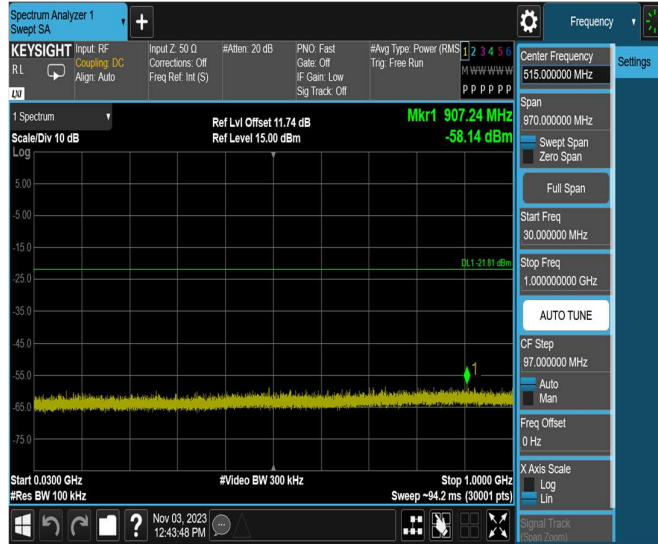 Spectrum Analyzer 1
Swept SA
Frequency
KEYSIGHT
R L
LXI
Input: RF
Coupling: DC
Align: Auto
Input Z: 50 Ω
Corrections: Off
Freq Ref: Int (S)
#Atten: 20 dB
PNO: Fast
Gate: Off
IF Gain: Low
Sig Track: Off
#Avg Type: Power (RMS
Trig: Free Run
1 2 3 4 5 6
M W W W W W
P P P P P P
1 Spectrum
Scale/Div 10 dB
Ref Lvl Offset 11.74 dB
Ref Level 15.00 dBm
Mkr1 907.24 MHz
-58.14 dBm
Log
5.00
-5.00
-15.0
DL1 -21.81 dBm
-25.0
-35.0
-45.0
-55.0
1
-65.0
-75.0
Start 0.0300 GHz
#Res BW 100 kHz
#Video BW 300 kHz
Stop 1.0000 GHz
Sweep ~94.2 ms (30001 pts)
Nov 03, 2023
12:43:48 PM
Center Frequency
515.000000 MHz
Settings
Span
970.000000 MHz
Swept Span
Zero Span
Full Span
Start Freq
30.000000 MHz
Stop Freq
1.000000000 GHz
AUTO TUNE
CF Step
97.000000 MHz
Auto
Man
Freq Offset
0 Hz
X Axis Scale
Log
Lin
Signal Track
(Span Zoom)